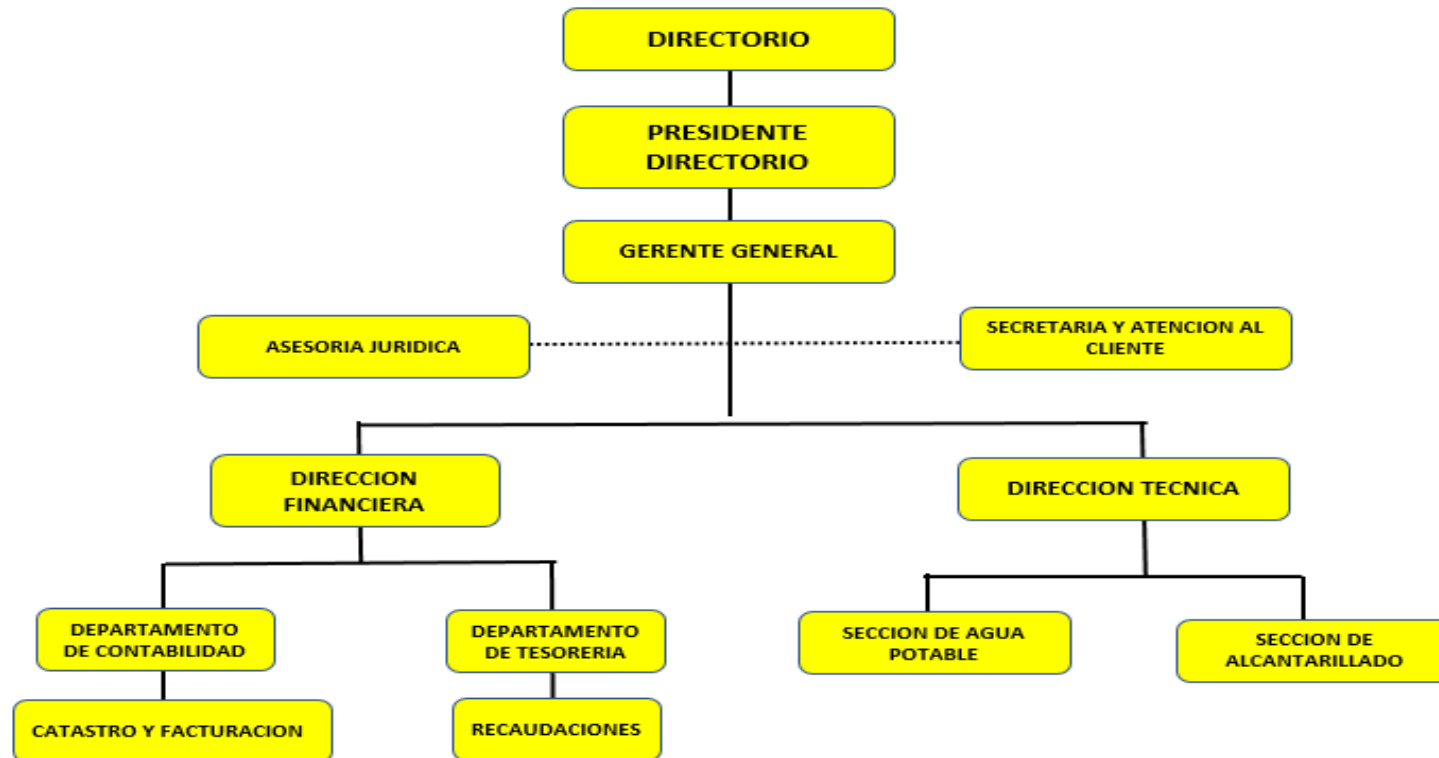 DIRECTORIO
PRESIDENTE
DIRECTORIO
GERENTE GENERAL
ASESORIA JURIDICA
SECRETARIA Y ATENCION AL
CLIENTE
DIRECCION
FINANCIERA
DIRECCION TECNICA
DEPARTAMENTO
DE CONTABILIDAD
DEPARTAMENTO
DE TESORERIA
SECCION DE AGUA
POTABLE
SECCION DE
ALCANTARILLADO
CATASTRO Y FACTURACION
RECAUDACIONES